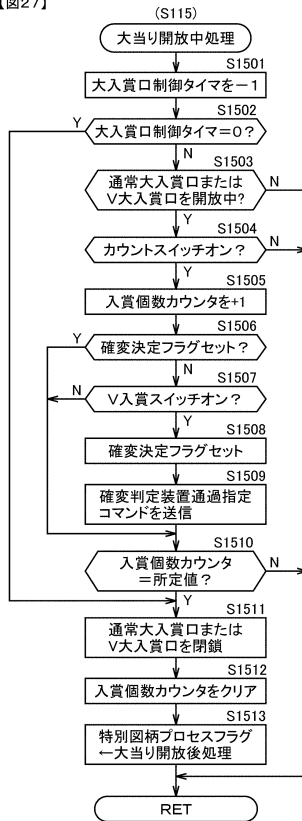 【図27】
(S115)
大当り開放中処理
S1501
大入賞口制御タイマを－1
S1502
Y
大入賞口制御タイマ＝0？
N
S1503
通常大入賞口または
V大入賞口を開放中?
N
Y
S1504
カウントスイッチオン？
N
Y
S1505
入賞個数カウンタを+1
S1506
Y
確変決定フラグセット？
N
S1507
N
V入賞スイッチオン？
Y
S1508
確変決定フラグセット
S1509
確変判定装置通過指定
コマンドを送信
S1510
入賞個数カウンタ
＝所定値？
N
Y
S1511
通常大入賞口または
V大入賞口を閉鎖
S1512
入賞個数カウンタをクリア
S1513
特別図柄プロセスフラグ
←大当り開放後処理
RET